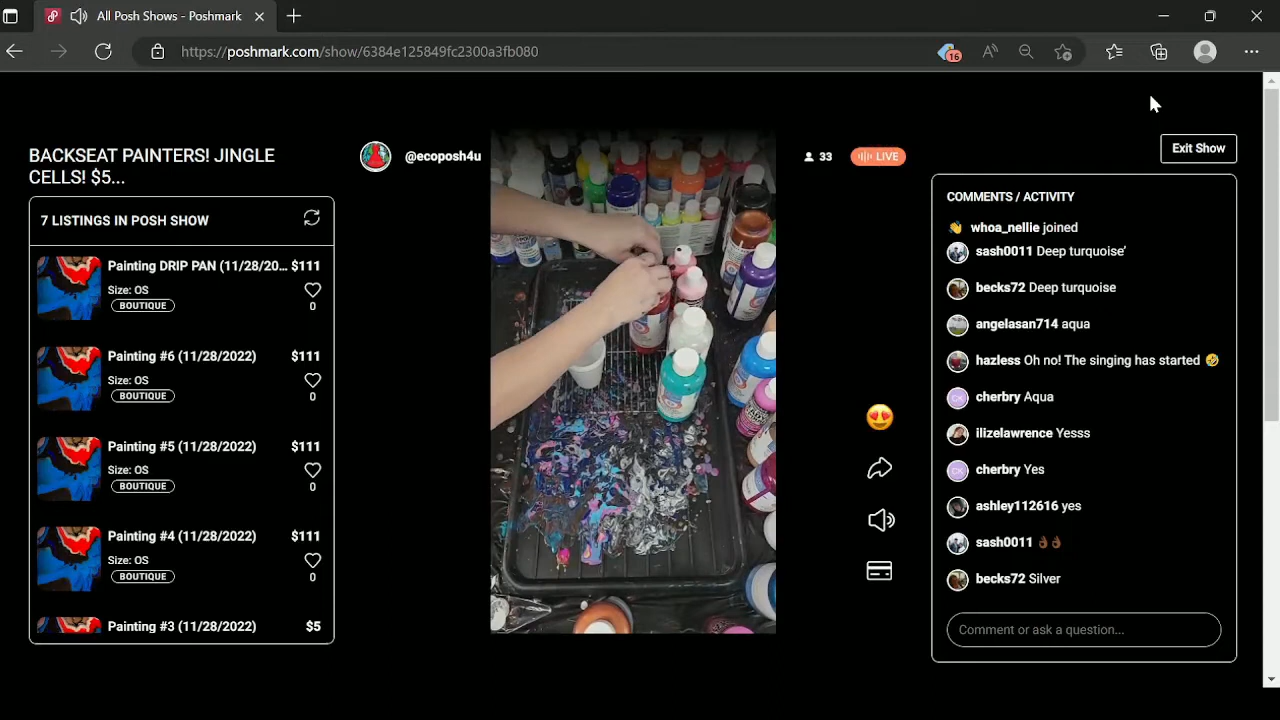 All Posh Shows - Poshmark
https://poshmark.com/show/6384e125849fc2300a3fb080
16
BACKSEAT PAINTERS! JINGLE
CELLS! $5...
@ecoposh4u
33
LIVE
Exit Show
7 LISTINGS IN POSH SHOW
Painting DRIP PAN (11/28/20... $111
Size: OS
BOUTIQUE
0
Painting #6 (11/28/2022) $111
Size: OS
BOUTIQUE
0
Painting #5 (11/28/2022) $111
Size: OS
BOUTIQUE
0
Painting #4 (11/28/2022) $111
Size: OS
BOUTIQUE
0
Painting #3 (11/28/2022) $5
COMMENTS / ACTIVITY
👋 whoa_nellie joined
sash0011 Deep turquoise'
becks72 Deep turquoise
angelasan714 aqua
hazless Oh no! The singing has started 🤣
CK cherbry Aqua
ilizelawrence Yesss
CK cherbry Yes
ashley112616 yes
sash0011 👌🏾👌🏾
becks72 Silver
Comment or ask a question...